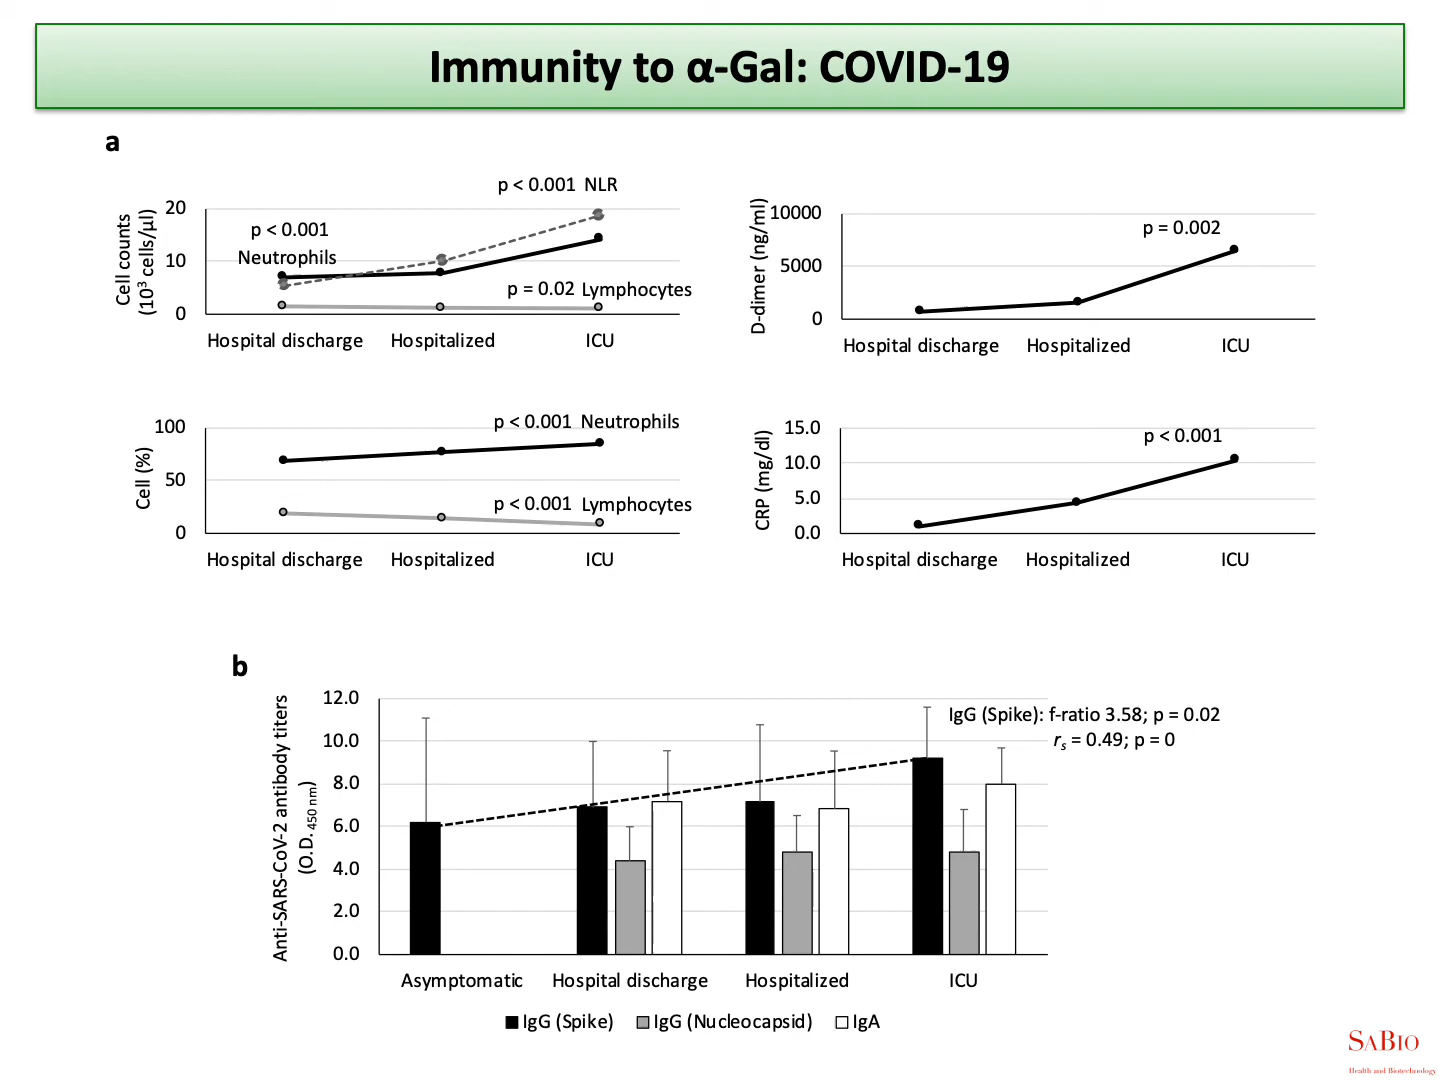 Immunity to α-Gal: COVID-19
a
p < 0.001 NLR
20
p < 0.001
Neutrophils
10
p = 0.02 Lymphocytes
0
Cell counts
(10³ cells/µl)
Hospital discharge Hospitalized ICU
10000
p = 0.002
5000
0
D-dimer (ng/ml)
Hospital discharge Hospitalized ICU
100
p < 0.001 Neutrophils
50
p < 0.001 Lymphocytes
0
Cell (%)
Hospital discharge Hospitalized ICU
15.0
p < 0.001
10.0
5.0
0.0
CRP (mg/dl)
Hospital discharge Hospitalized ICU
b
12.0
IgG (Spike): f-ratio 3.58; p = 0.02
rₛ = 0.49; p = 0
10.0
8.0
6.0
4.0
2.0
0.0
Anti-SARS-CoV-2 antibody titers
(O.D. 450 nm)
Asymptomatic Hospital discharge Hospitalized ICU
IgG (Spike) IgG (Nucleocapsid) IgA
SABIO
Health and Biotechnology